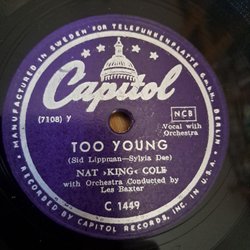 MANUFACTURED IN SWEDEN FOR TELEFUNKENPLATTE G.m.b.H. BERLIN
Capitol
(7108) Y
NCB
Vocal with
Orchestra
TOO YOUNG
(Sid Lippman—Sylvia Dee)
NAT »KING« COLE
with Orchestra Conducted by
Les Baxter
C 1449
RECORDED BY CAPITOL RECORDS, INC. IN U.S.A.